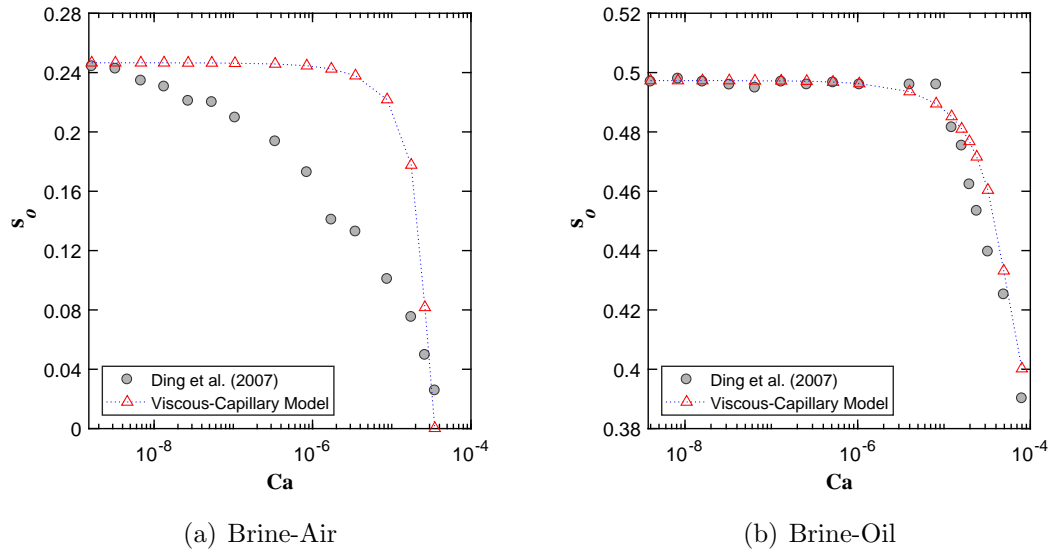 0.28
0.24
0.2
0.16
0.12
0.08
0.04
0
s_o
10^-8
10^-6
10^-4
Ca
Ding et al. (2007)
Viscous-Capillary Model
(a) Brine-Air
0.52
0.5
0.48
0.46
0.44
0.42
0.4
0.38
s_o
10^-8
10^-6
10^-4
Ca
Ding et al. (2007)
Viscous-Capillary Model
(b) Brine-Oil